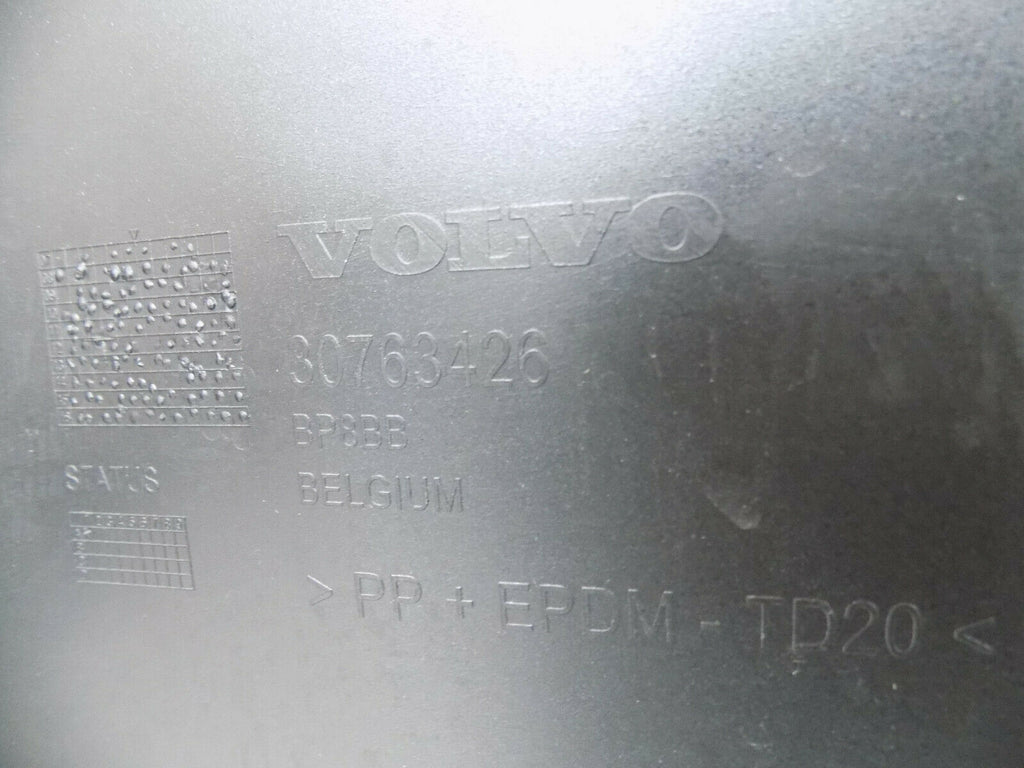 VOLVO
30763426
BP8BB
BELGIUM
STATUS
> PP + EPDM - TD20 <